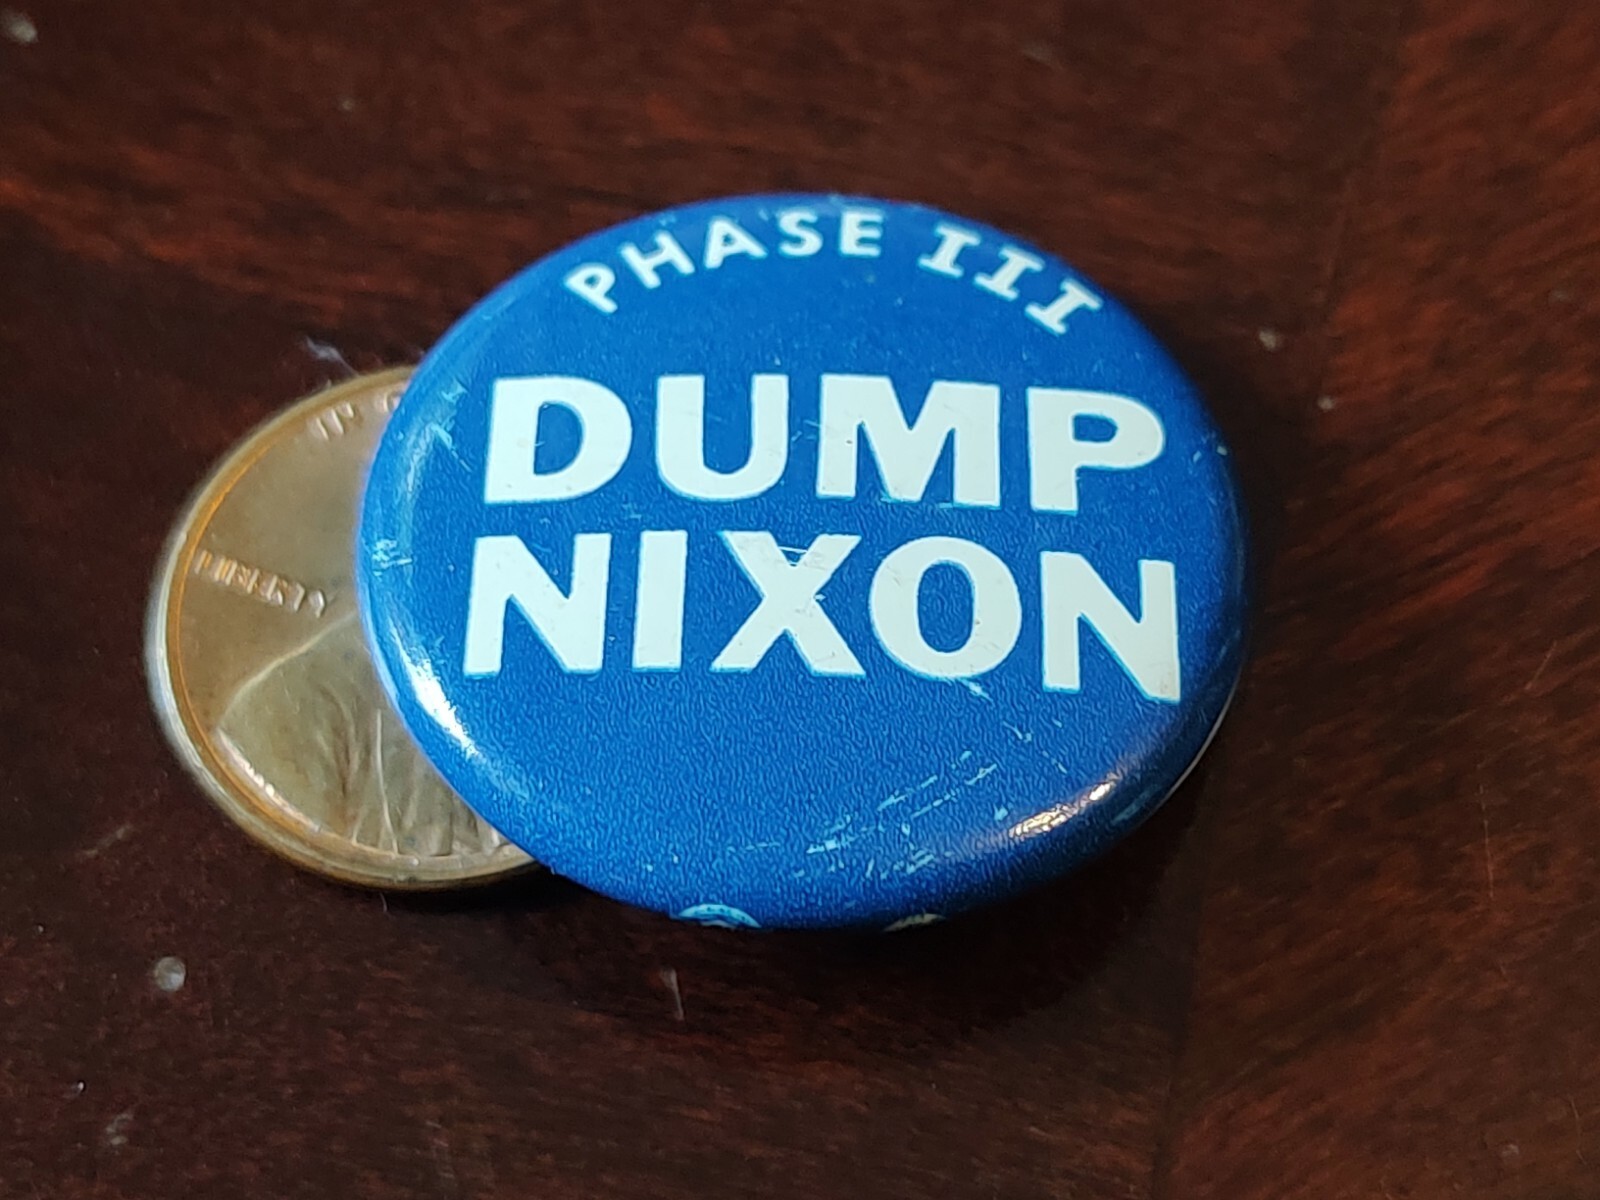 PHASE III
DUMP
NIXON
LIBERTY